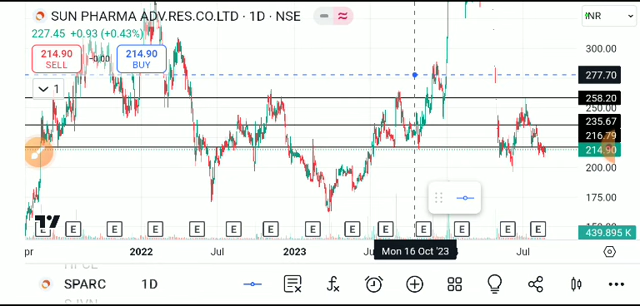 SUN PHARMA ADV.RES.CO.LTD · 1D · NSE
INR
227.45 +0.93 (+0.43%)
214.90
SELL
-0.00
214.90
BUY
1
300.00
277.70
258.20
250.00
235.67
216.79
214.90
200.00
175.00
439.895 K
E E E E E E E E E E E E E
2022 2023 Jul
Mon 16 Oct '23
SPARC 1D